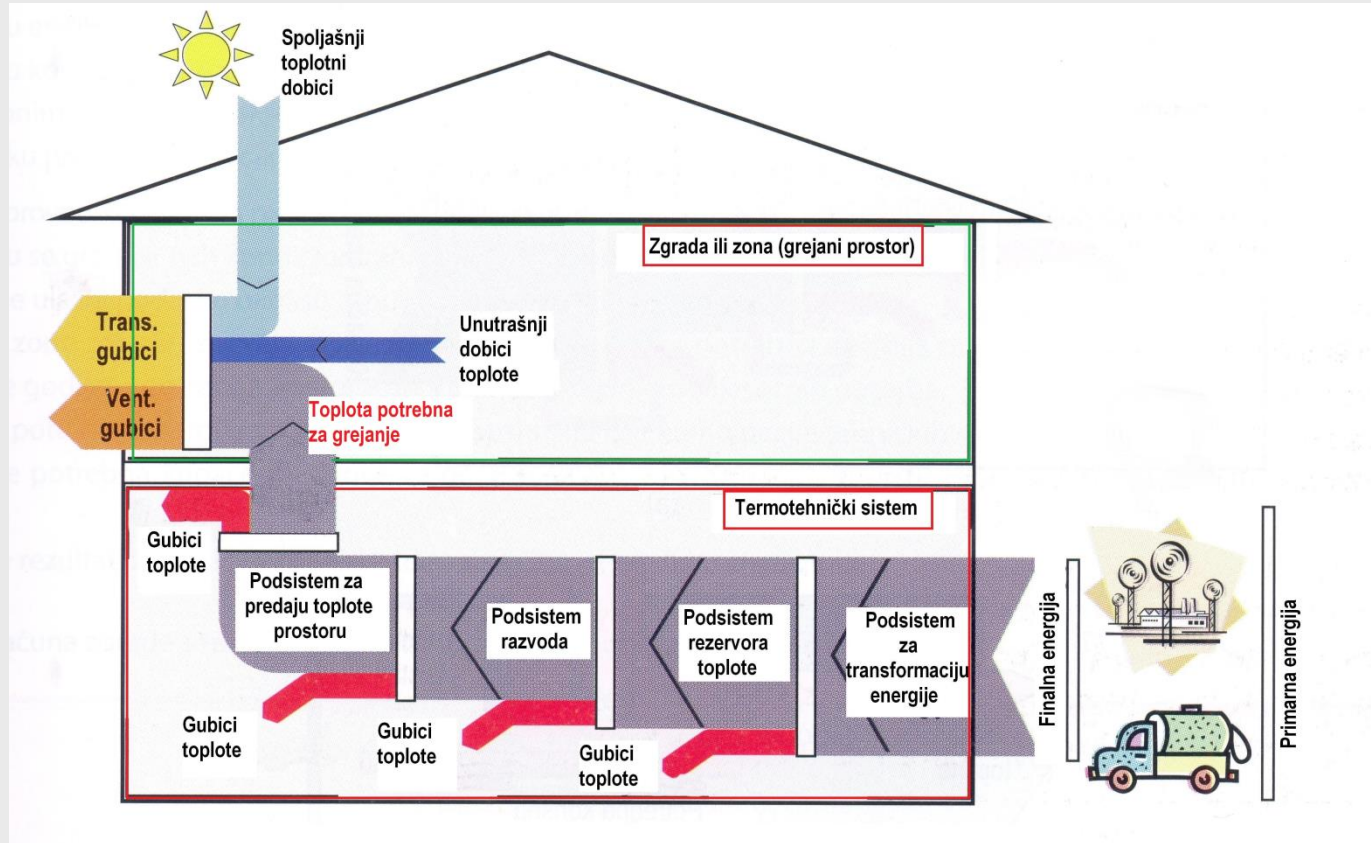 Spoljašnji
toplotni
dobici
Zgrada ili zona (grejani prostor)
Trans.
gubici
Vent.
gubici
Unutrašnji
dobici
toplote
Toplota potrebna
za grejanje
Termotehnički sistem
Gubici
toplote
Podsistem za
predaju toplote
prostoru
Podsistem
razvoda
Podsistem
rezervora
toplote
Podsistem
za
transformaciju
energije
Gubici
toplote
Gubici
toplote
Gubici
toplote
Finalna energija
Primarna energija